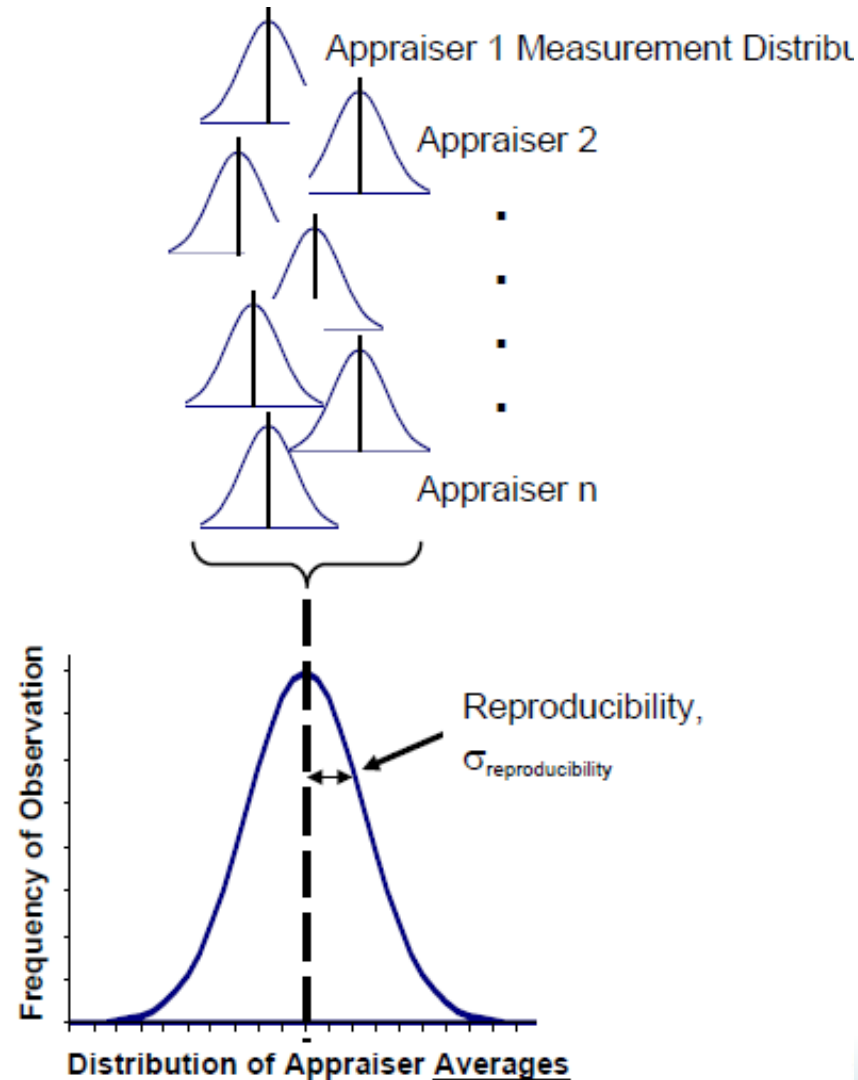 Appraiser 1 Measurement Distribu
Appraiser 2
Appraiser n
Reproducibility,
σreproducibility
Frequency of Observation
Distribution of Appraiser Averages